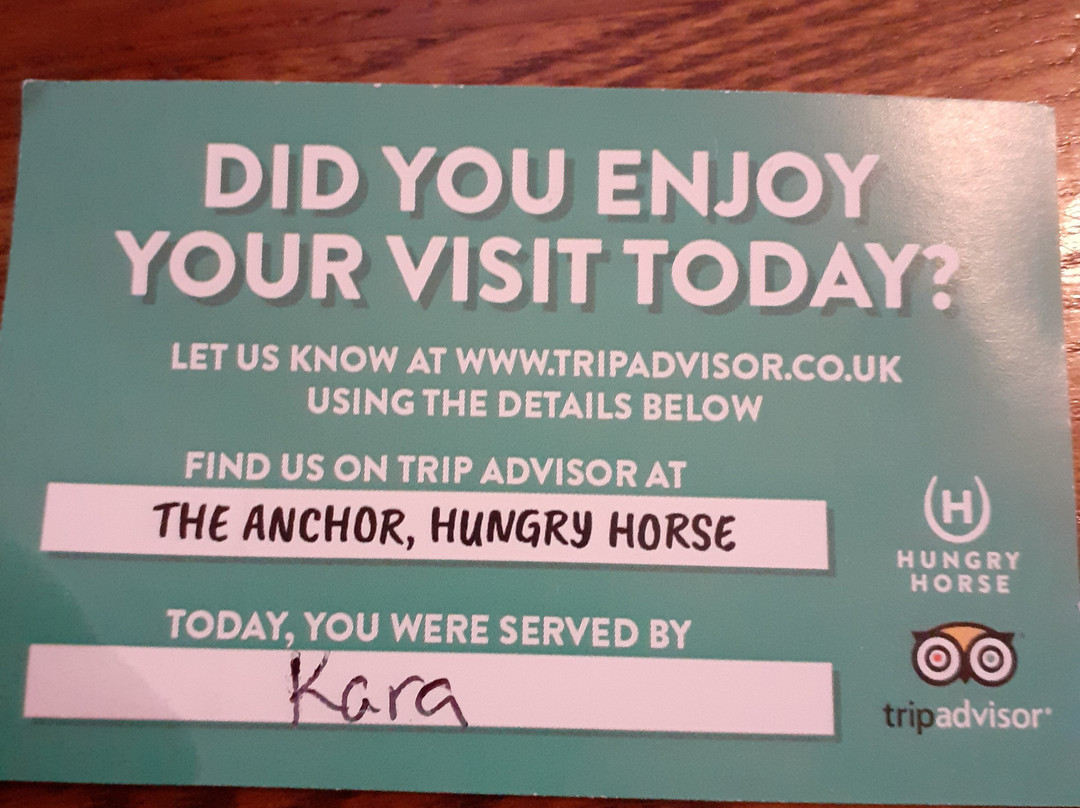 DID YOU ENJOY
YOUR VISIT TODAY?
LET US KNOW AT WWW.TRIPADVISOR.CO.UK
USING THE DETAILS BELOW
FIND US ON TRIP ADVISOR AT
THE ANCHOR, HUNGRY HORSE
H
HUNGRY
HORSE
TODAY, YOU WERE SERVED BY
Kara
tripadvisor®